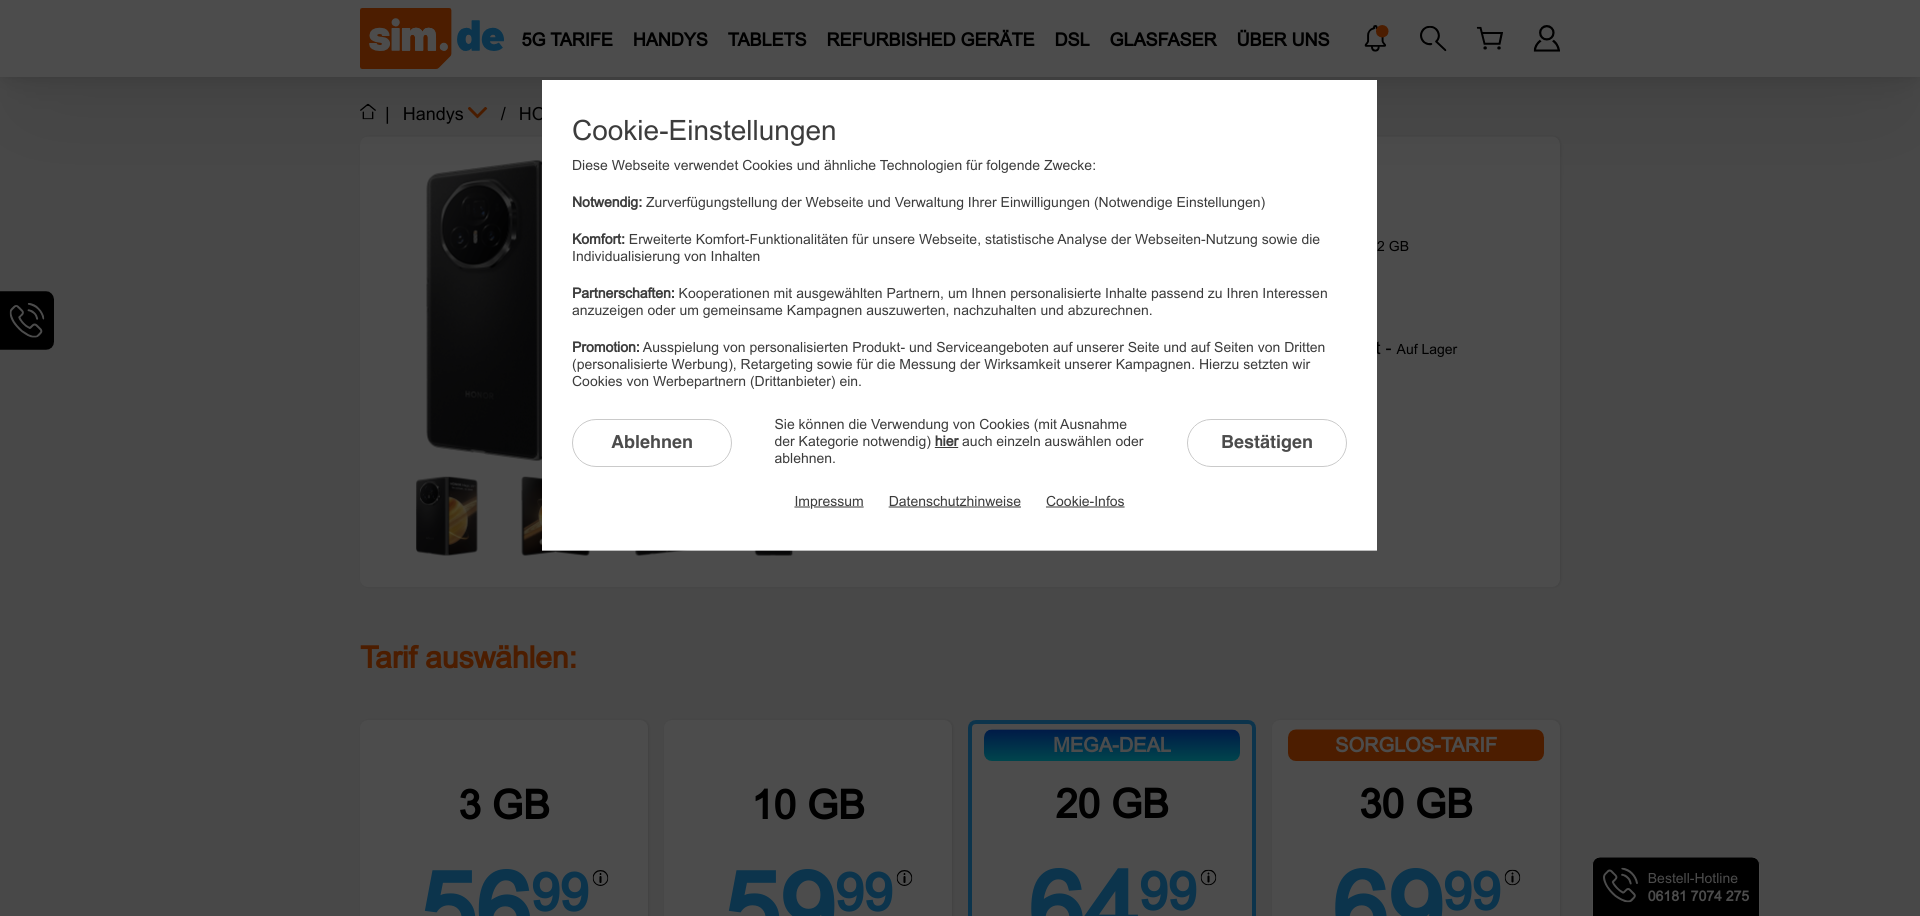 sim.de 5G TARIFE HANDYS TABLETS REFURBISHED GERÄTE DSL GLASFASER ÜBER UNS
| Handys / HO
Cookie-Einstellungen
Diese Webseite verwendet Cookies und ähnliche Technologien für folgende Zwecke:
Notwendig: Zurverfügungstellung der Webseite und Verwaltung Ihrer Einwilligungen (Notwendige Einstellungen)
Komfort: Erweiterte Komfort-Funktionalitäten für unsere Webseite, statistische Analyse der Webseiten-Nutzung sowie die
Individualisierung von Inhalten
Partnerschaften: Kooperationen mit ausgewählten Partnern, um Ihnen personalisierte Inhalte passend zu Ihren Interessen
anzuzeigen oder um gemeinsame Kampagnen auszuwerten, nachzuhalten und abzurechnen.
Promotion: Ausspielung von personalisierten Produkt- und Serviceangeboten auf unserer Seite und auf Seiten von Dritten
(personalisierte Werbung), Retargeting sowie für die Messung der Wirksamkeit unserer Kampagnen. Hierzu setzten wir
Cookies von Werbepartnern (Drittanbieter) ein.
Ablehnen
Sie können die Verwendung von Cookies (mit Ausnahme
der Kategorie notwendig) hier auch einzeln auswählen oder
ablehnen.
Bestätigen
Impressum Datenschutzhinweise Cookie-Infos
2 GB
t - Auf Lager
HONOR
Tarif auswählen:
MEGA-DEAL
SORGLOS-TARIF
3 GB
10 GB
20 GB
30 GB
56 99
59 99
64 99
69 99
Bestell-Hotline
06181 7074 275